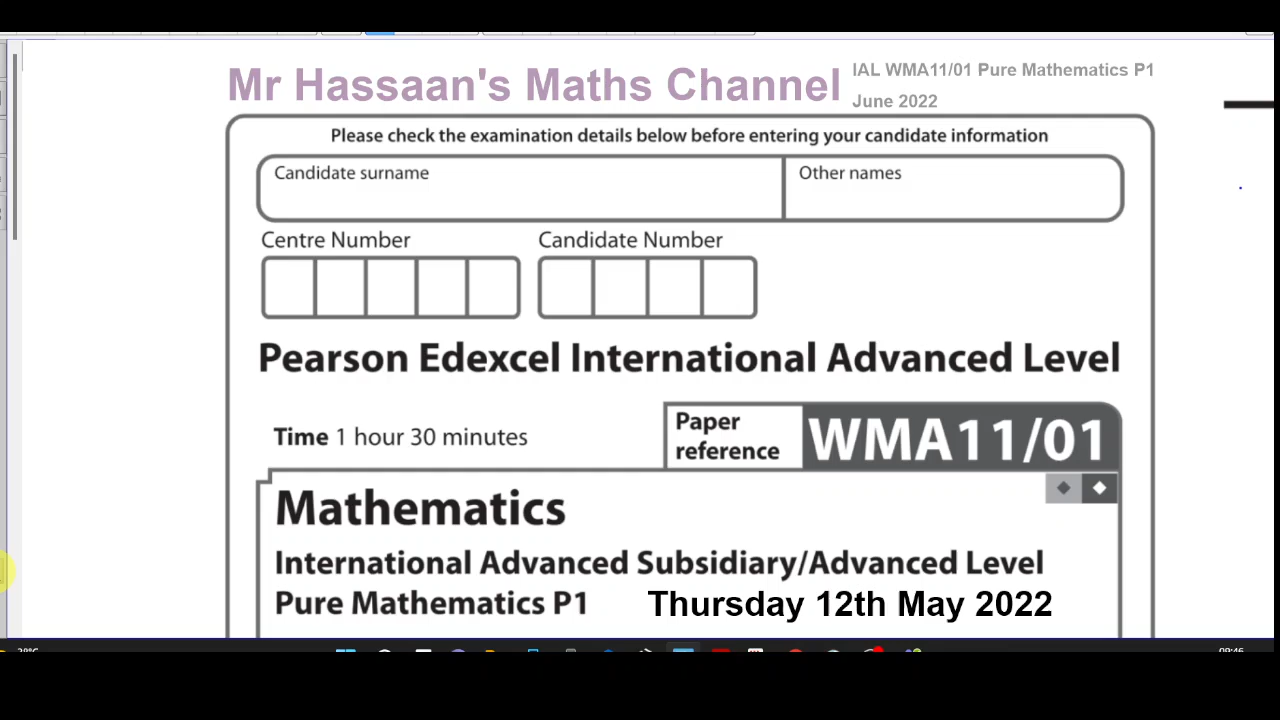 Mr Hassaan's Maths Channel
IAL WMA11/01 Pure Mathematics P1
June 2022
Please check the examination details below before entering your candidate information
Candidate surname
Other names
Centre Number
Candidate Number
Pearson Edexcel International Advanced Level
Time 1 hour 30 minutes
Paper
reference
WMA11/01
Mathematics
International Advanced Subsidiary/Advanced Level
Pure Mathematics P1
Thursday 12th May 2022